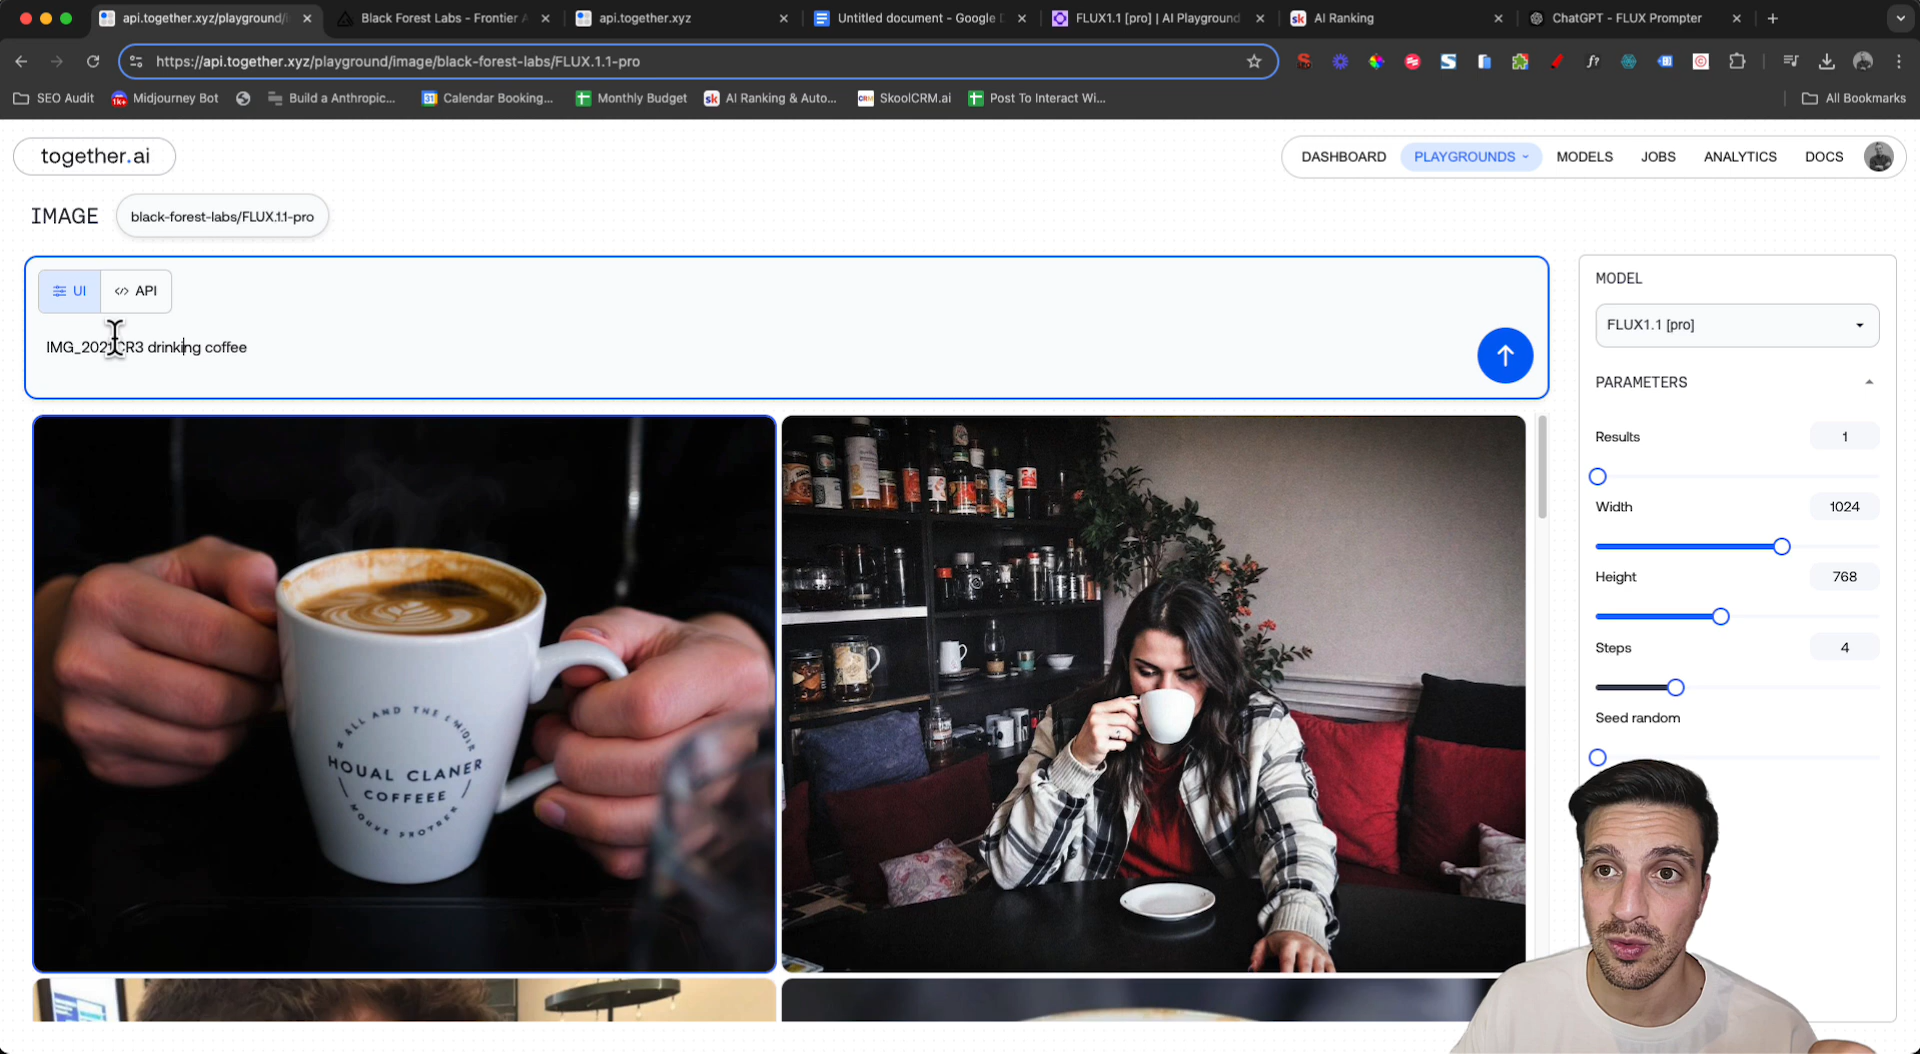 api.together.xyz/playground/i
Black Forest Labs - Frontier A
api.together.xyz
Untitled document - Google D
FLUX1.1 [pro] | AI Playground
AI Ranking
ChatGPT - FLUX Prompter
https://api.together.xyz/playground/image/black-forest-labs/FLUX.1.1-pro
SEO Audit
Midjourney Bot
Build a Anthropic...
Calendar Booking...
Monthly Budget
AI Ranking & Auto...
SkoolCRM.ai
Post To Interact Wi...
All Bookmarks
together.ai
DASHBOARD
PLAYGROUNDS
MODELS
JOBS
ANALYTICS
DOCS
IMAGE
black-forest-labs/FLUX.1.1-pro
UI
API
IMG_2021.CR3 drinking coffee
MODEL
FLUX1.1 [pro]
PARAMETERS
Results
1
Width
1024
Height
768
Steps
4
Seed random
ALL AND THE
HOUAL CLANER
COFFEEE